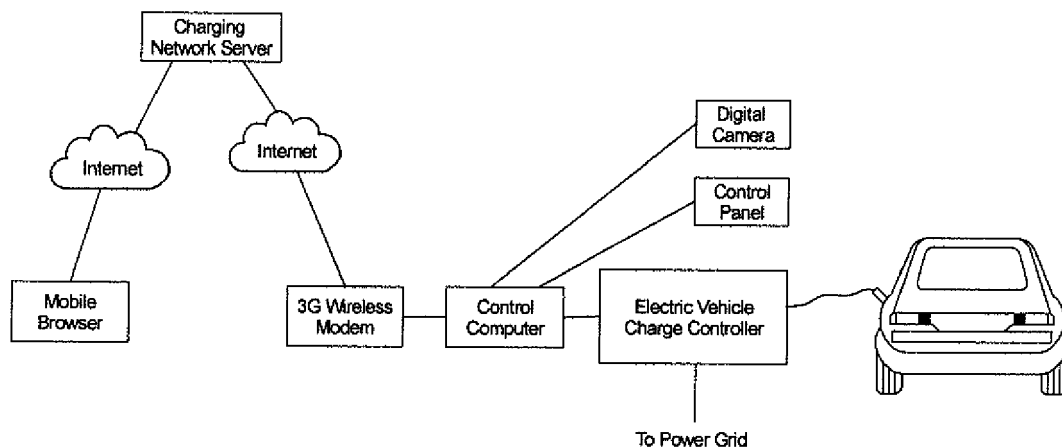 Charging
Network Server
Internet
Internet
Digital
Camera
Control
Panel
Mobile
Browser
3G Wireless
Modem
Control
Computer
Electric Vehicle
Charge Controller
To Power Grid